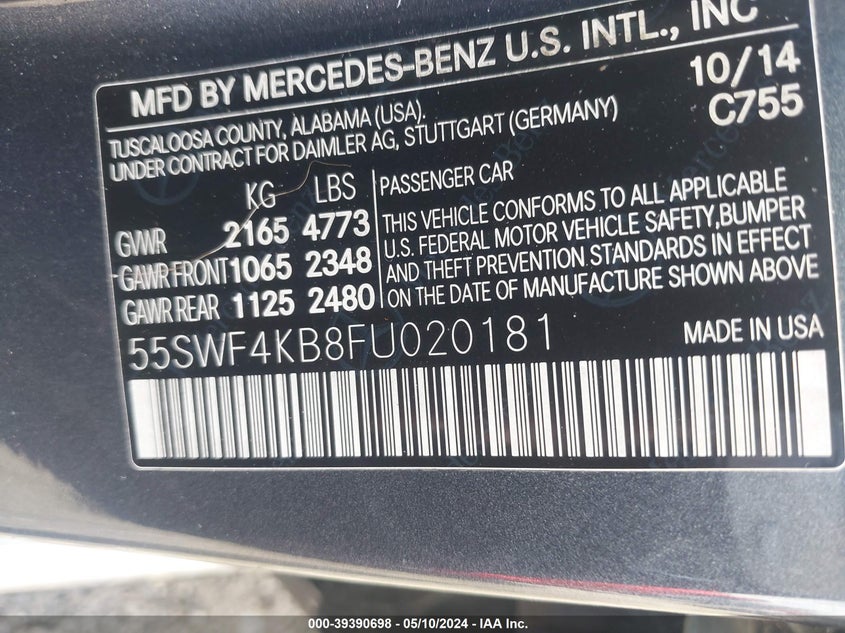 MFD BY MERCEDES-BENZ U.S. INTL., INC
10/14
TUSCALOOSA COUNTY, ALABAMA (USA).
C755
UNDER CONTRACT FOR DAIMLER AG, STUTTGART (GERMANY)
KG LBS
GVWR 2165 4773
GAWR FRONT 1065 2348
GAWR REAR 1125 2480
PASSENGER CAR
THIS VEHICLE CONFORMS TO ALL APPLICABLE
U.S. FEDERAL MOTOR VEHICLE SAFETY,BUMPER
AND THEFT PREVENTION STANDARDS IN EFFECT
ON THE DATE OF MANUFACTURE SHOWN ABOVE
55SWF4KB8FU020181
MADE IN USA
000-39390698 - 05/10/2024 - IAA Inc.